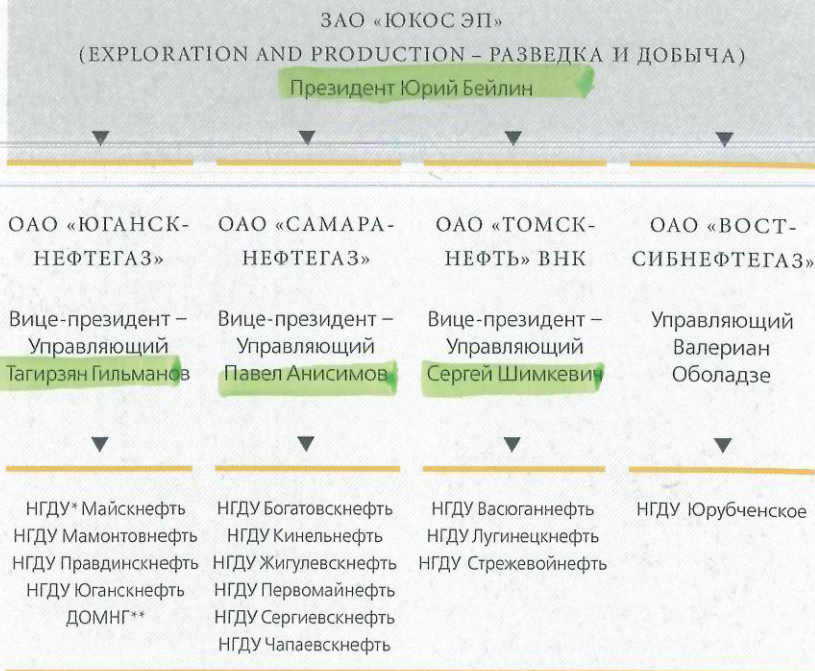 ЗАО «ЮКОС ЭП»
(EXPLORATION AND PRODUCTION – РАЗВЕДКА И ДОБЫЧА)
Президент Юрий Бейлин
ОАО «ЮГАНСК-
НЕФТЕГАЗ»
Вице-президент –
Управляющий
Тагирзян Гильманов
НГДУ* Майскнефть
НГДУ Мамонтовнефть
НГДУ Правдинскнефть
НГДУ Юганскнефть
ДОМНГ**
ОАО «САМАРА-
НЕФТЕГАЗ»
Вице-президент –
Управляющий
Павел Анисимов
НГДУ Богатовскнефть
НГДУ Кинельнефть
НГДУ Жигулевскнефть
НГДУ Первомайнефть
НГДУ Сергиевскнефть
НГДУ Чапаевскнефть
ОАО «ТОМСК-
НЕФТЬ» ВНК
Вице-президент –
Управляющий
Сергей Шимкевич
НГДУ Васюганнефть
НГДУ Лугинецкнефть
НГДУ Стрежевойнефть
ОАО «ВОСТ-
СИБНЕФТЕГАЗ»
Управляющий
Валериан
Оболадзе
НГДУ Юрубченское